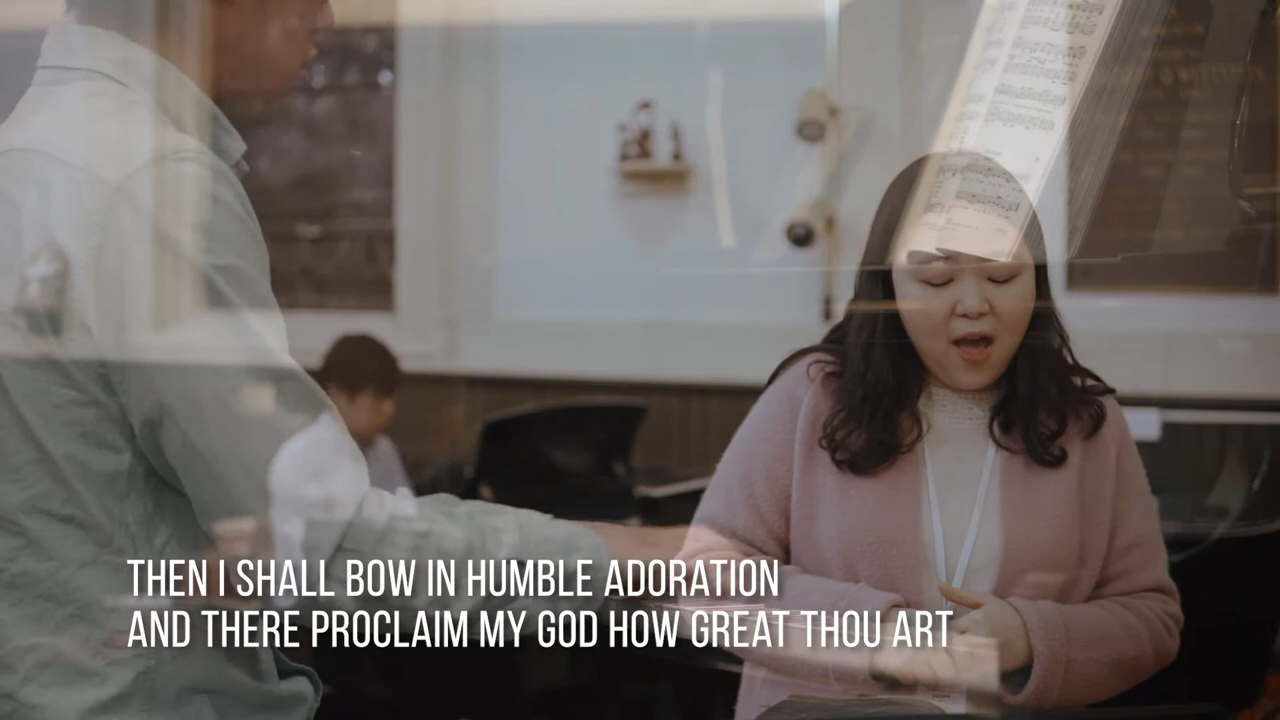 THEN I SHALL BOW IN HUMBLE ADORATION
AND THERE PROCLAIM MY GOD HOW GREAT THOU ART